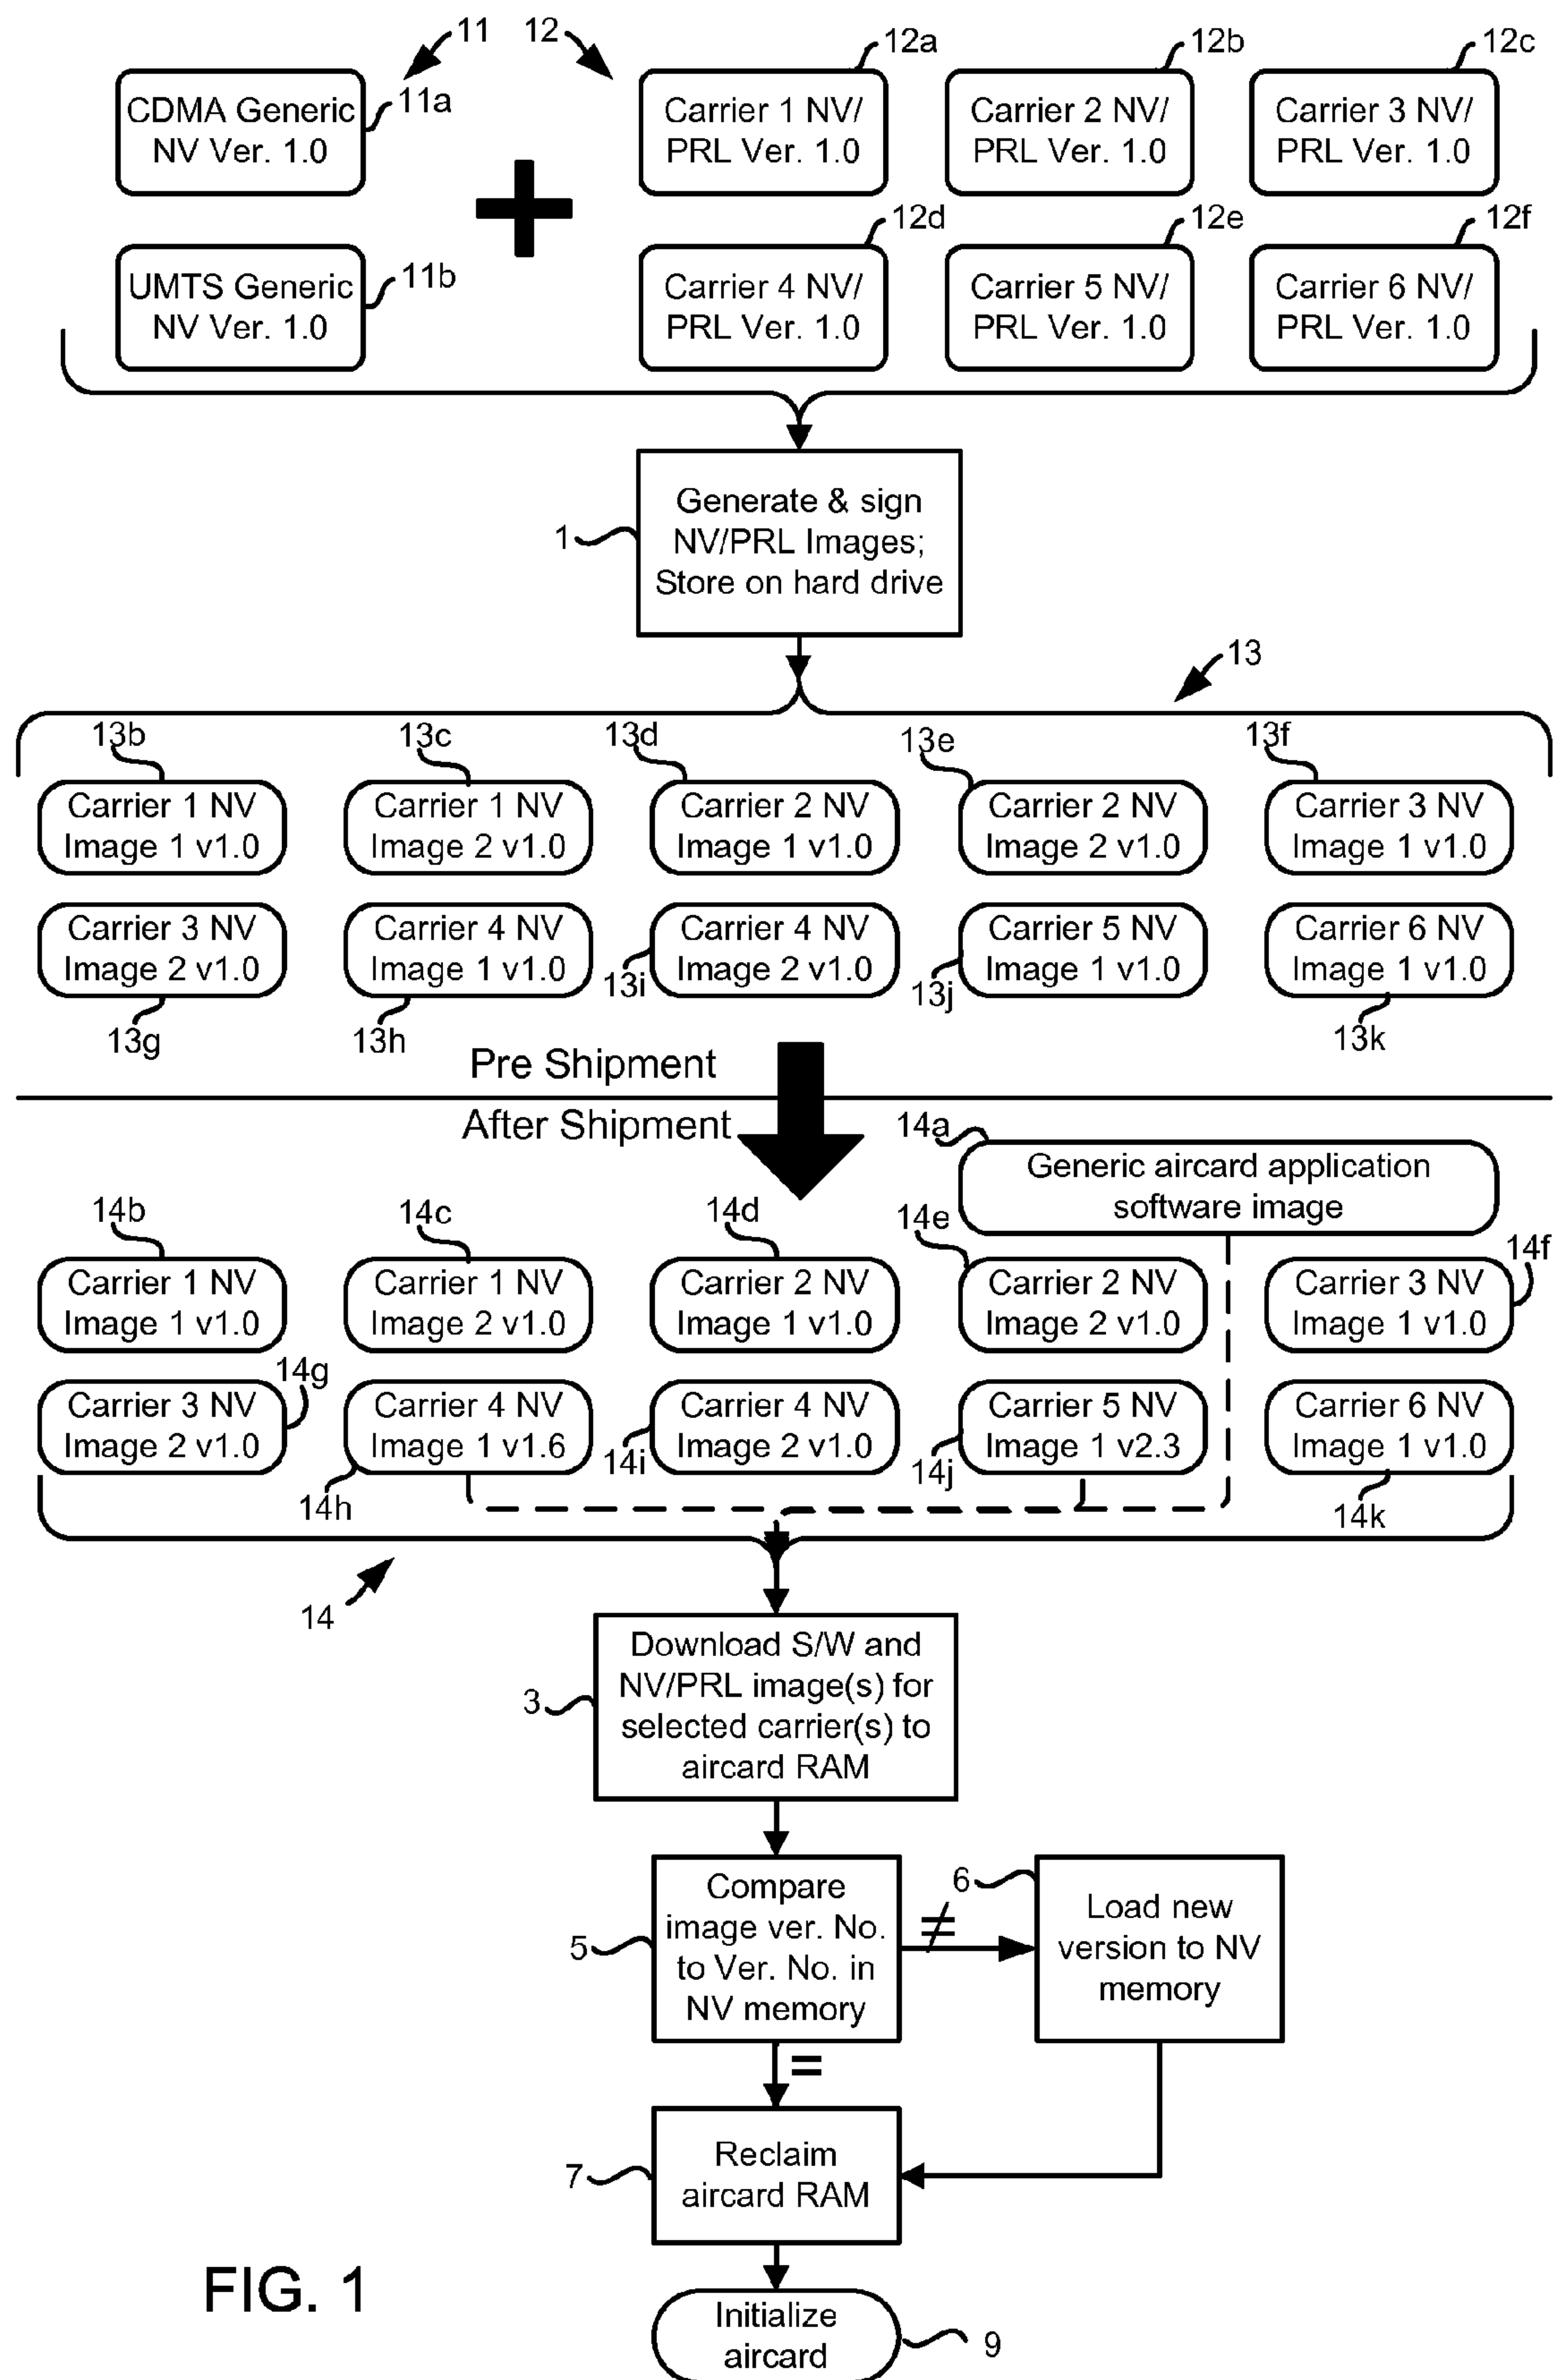 11
12
12a
12b
12c
CDMA Generic
NV Ver. 1.0
11a
Carrier 1 NV/
PRL Ver. 1.0
Carrier 2 NV/
PRL Ver. 1.0
Carrier 3 NV/
PRL Ver. 1.0
12d
12e
12f
UMTS Generic
NV Ver. 1.0
11b
Carrier 4 NV/
PRL Ver. 1.0
Carrier 5 NV/
PRL Ver. 1.0
Carrier 6 NV/
PRL Ver. 1.0
1
Generate & sign
NV/PRL Images;
Store on hard drive
13
13b
13c
13d
13e
13f
Carrier 1 NV
Image 1 v1.0
Carrier 1 NV
Image 2 v1.0
Carrier 2 NV
Image 1 v1.0
Carrier 2 NV
Image 2 v1.0
Carrier 3 NV
Image 1 v1.0
Carrier 3 NV
Image 2 v1.0
Carrier 4 NV
Image 1 v1.0
Carrier 4 NV
Image 2 v1.0
Carrier 5 NV
Image 1 v1.0
Carrier 6 NV
Image 1 v1.0
13g
13h
13i
13j
13k
Pre Shipment
After Shipment
14a
Generic aircard application
software image
14b
14c
14d
14e
14f
Carrier 1 NV
Image 1 v1.0
Carrier 1 NV
Image 2 v1.0
Carrier 2 NV
Image 1 v1.0
Carrier 2 NV
Image 2 v1.0
Carrier 3 NV
Image 1 v1.0
14g
Carrier 3 NV
Image 2 v1.0
Carrier 4 NV
Image 1 v1.6
Carrier 4 NV
Image 2 v1.0
Carrier 5 NV
Image 1 v2.3
Carrier 6 NV
Image 1 v1.0
14h
14i
14j
14k
14
3
Download S/W and
NV/PRL image(s) for
selected carrier(s) to
aircard RAM
5
Compare
image ver. No.
to Ver. No. in
NV memory
≠
6
Load new
version to NV
memory
=
7
Reclaim
aircard RAM
FIG. 1
Initialize
aircard
9